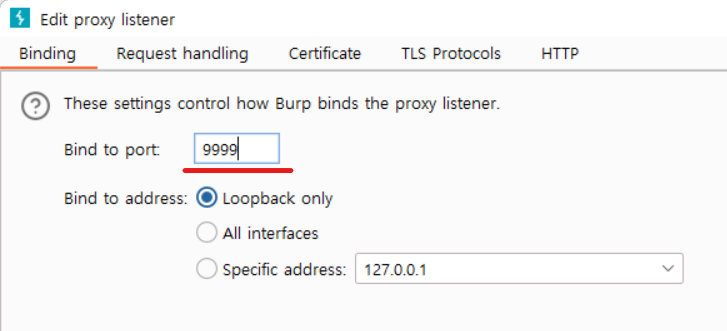 Edit proxy listener
Binding Request handling Certificate TLS Protocols HTTP
? These settings control how Burp binds the proxy listener.
Bind to port: 9999
Bind to address: Loopback only
All interfaces
Specific address: 127.0.0.1